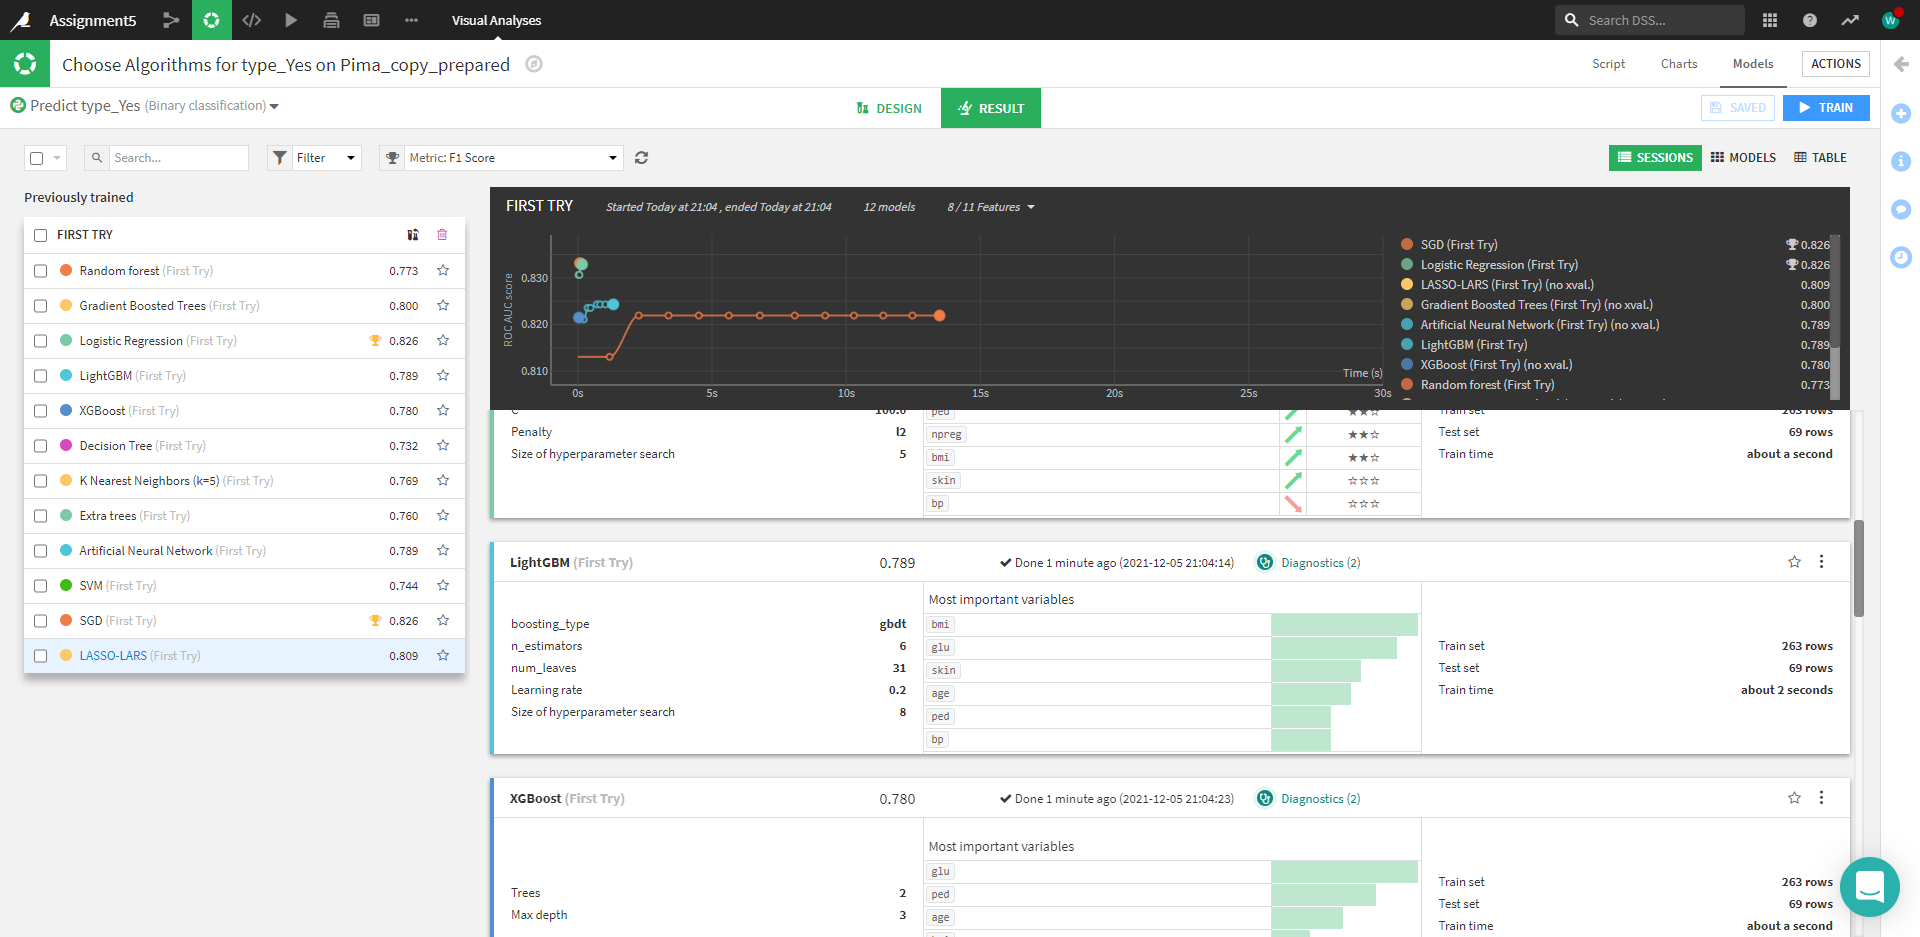 Assignment5
Visual Analyses
Search DSS...
W
Choose Algorithms for type_Yes on Pima_copy_prepared
Script
Charts
Models
ACTIONS
Predict type_Yes (Binary classification)
DESIGN
RESULT
SAVED
TRAIN
Search...
Filter
Metric: F1 Score
SESSIONS
MODELS
TABLE
Previously trained
FIRST TRY
Random forest (First Try) 0.773
Gradient Boosted Trees (First Try) 0.800
Logistic Regression (First Try) 0.826
LightGBM (First Try) 0.789
XGBoost (First Try) 0.780
Decision Tree (First Try) 0.732
K Nearest Neighbors (k=5) (First Try) 0.769
Extra trees (First Try) 0.760
Artificial Neural Network (First Try) 0.789
SVM (First Try) 0.744
SGD (First Try) 0.826
LASSO-LARS (First Try) 0.809
FIRST TRY
Started Today at 21:04 , ended Today at 21:04
12 models
8 / 11 Features
ROC AUC score
0.830
0.820
0.810
Time (s)
0s 5s 10s 15s 20s 25s 30s
SGD (First Try) 0.826
Logistic Regression (First Try) 0.826
LASSO-LARS (First Try) (no xval.) 0.809
Gradient Boosted Trees (First Try) (no xval.) 0.800
Artificial Neural Network (First Try) (no xval.) 0.789
LightGBM (First Try) 0.789
XGBoost (First Try) (no xval.) 0.780
Random forest (First Try) 0.773
C 100.0
Penalty l2
Size of hyperparameter search 5
ped ★★☆
npreg ★★☆
bmi ★★☆
skin ☆☆☆
bp ☆☆☆
Train set 263 rows
Test set 69 rows
Train time about a second
LightGBM (First Try) 0.789 Done 1 minute ago (2021-12-05 21:04:14) Diagnostics (2)
boosting_type gbdt
n_estimators 6
num_leaves 31
Learning rate 0.2
Size of hyperparameter search 8
Most important variables
bmi
glu
skin
age
ped
bp
Train set 263 rows
Test set 69 rows
Train time about 2 seconds
XGBoost (First Try) 0.780 Done 1 minute ago (2021-12-05 21:04:23) Diagnostics (2)
Trees 2
Max depth 3
Most important variables
glu
ped
age
Train set 263 rows
Test set 69 rows
Train time about a second